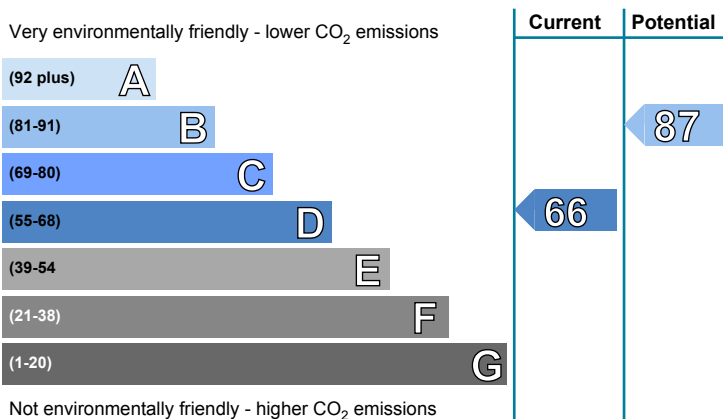 Current Potential
Very environmentally friendly - lower CO2 emissions
(92 plus) A
(81-91) B 87
(69-80) C
(55-68) D 66
(39-54 E
(21-38) F
(1-20) G
Not environmentally friendly - higher CO2 emissions